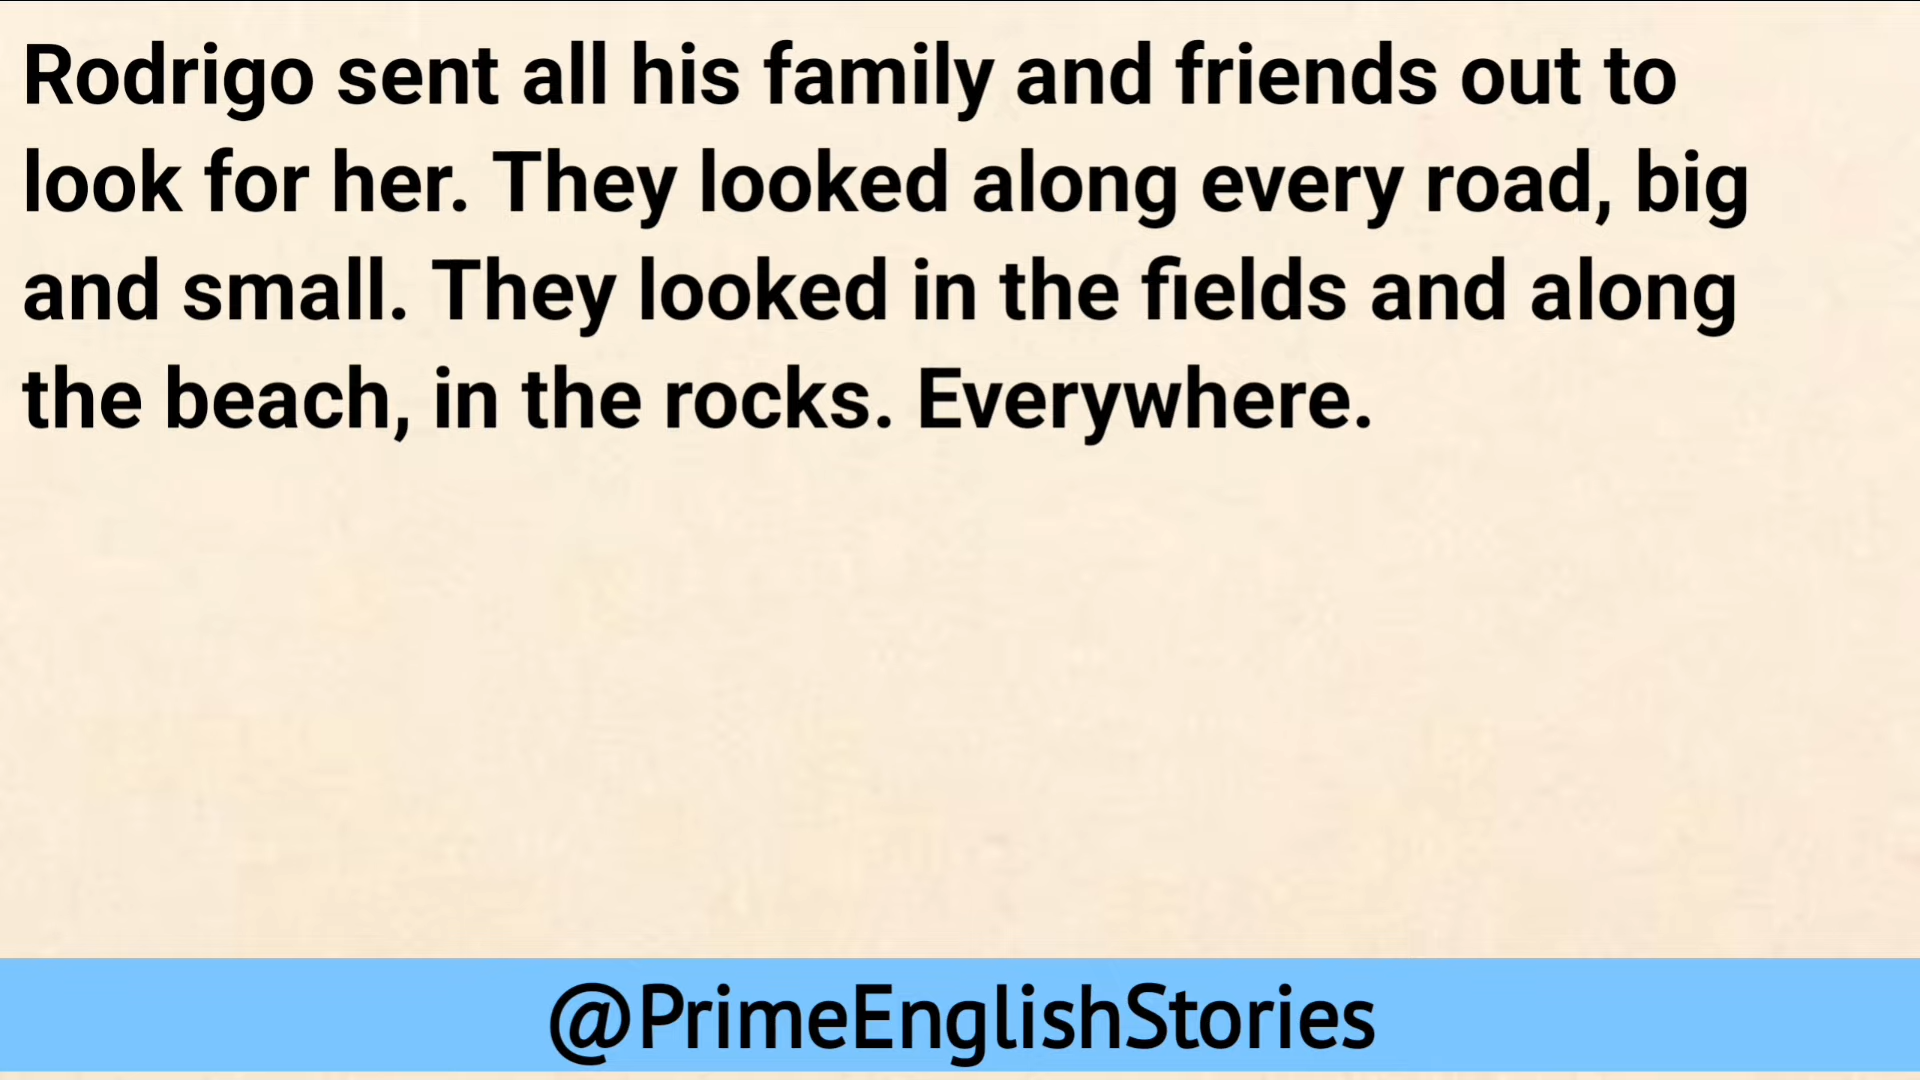 Rodrigo sent all his family and friends out to
look for her. They looked along every road, big
and small. They looked in the fields and along
the beach, in the rocks. Everywhere.
@PrimeEnglishStories